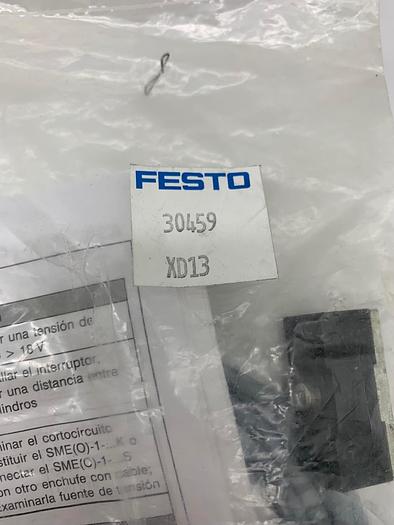 FESTO
30459
XD13
r una tensión de
> 18 V
llar el interruptor,
r una distancia entre
lindros
inar el cortocircuito
stituir el SME(O)-1-...K o
nectar el SME(O)-1-...S
on otro enchufe con cable;
examinarla fuente de tensión